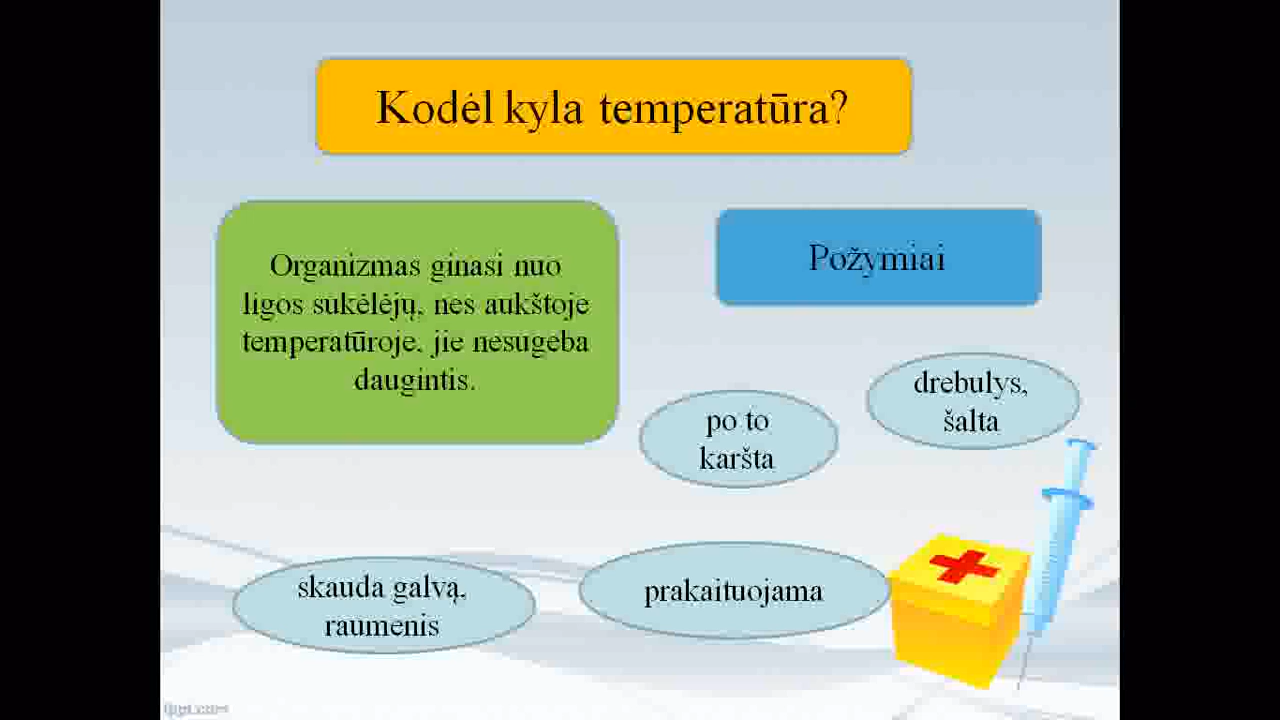 Kodėl kyla temperatūra?
Organizmas ginasi nuo
ligos sukėlėjų, nes aukštoje
temperatūroje, jie nesugeba
daugintis.
Požymiai
drebulys,
šalta
po to
karšta
skauda galvą,
raumenis
prakaituojama